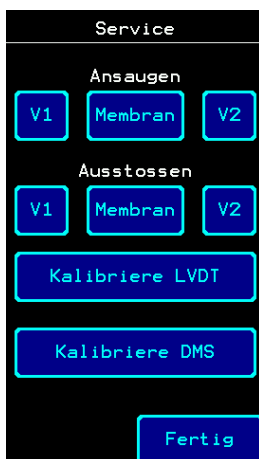 Service
Ansaugen
V1 Membran V2
Ausstossen
V1 Membran V2
Kalibriere LVDT
Kalibriere DMS
Fertig